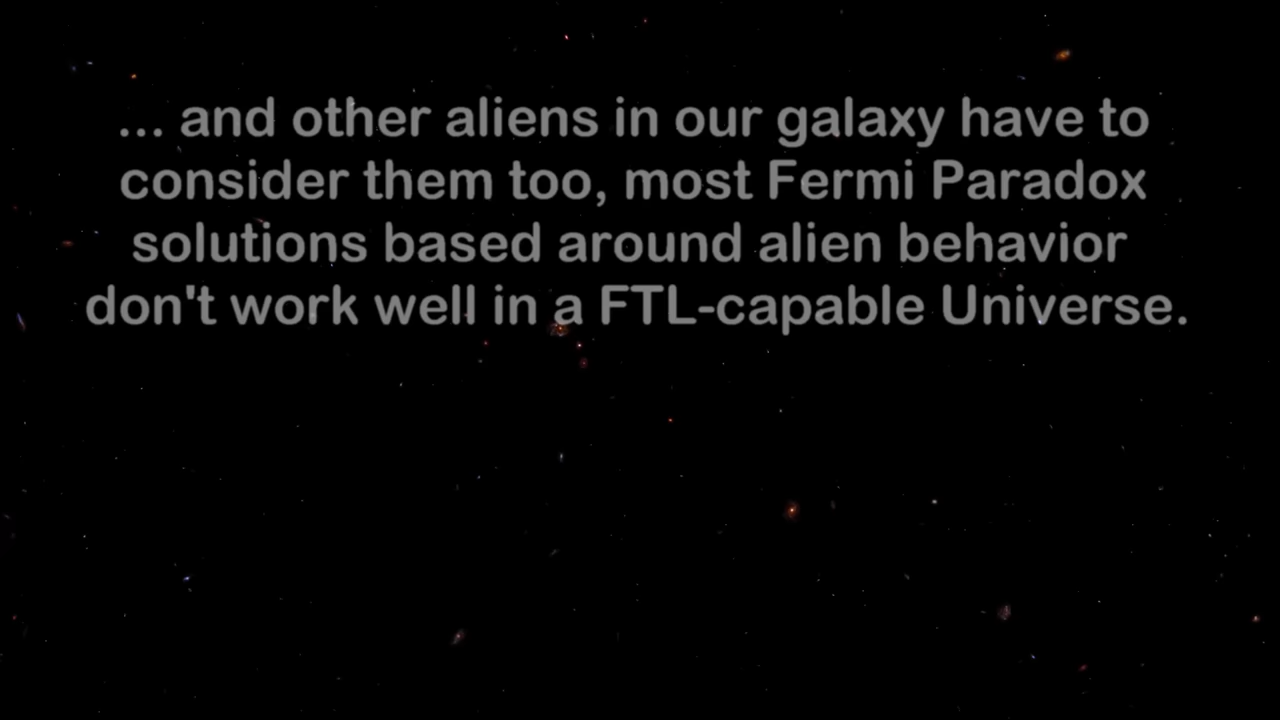 ... and other aliens in our galaxy have to
consider them too, most Fermi Paradox
solutions based around alien behavior
don't work well in a FTL-capable Universe.